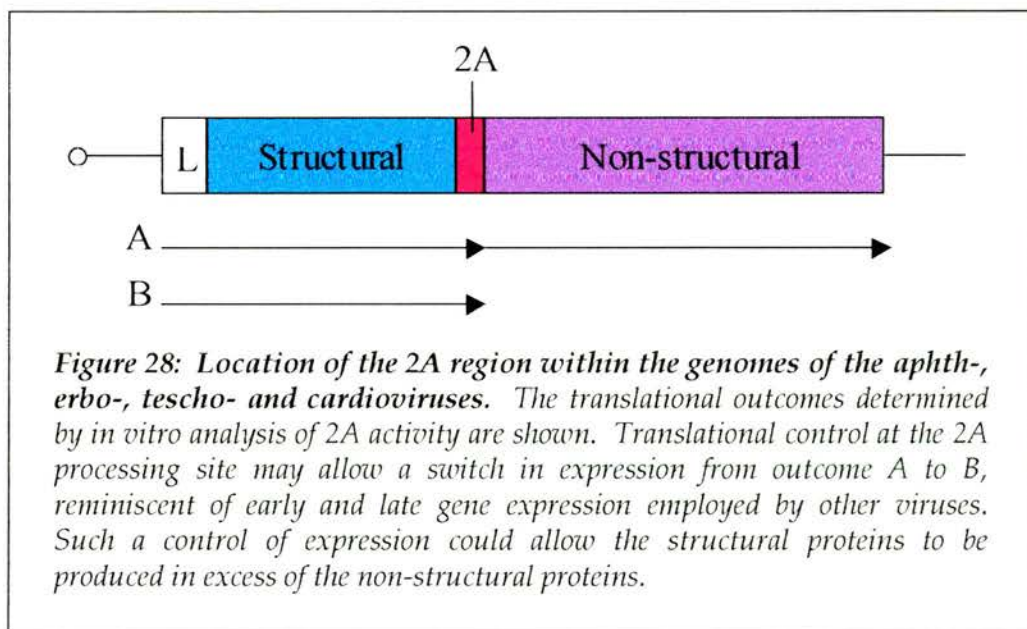 2A
L Structural Non-structural
A
B
Figure 28: Location of the 2A region within the genomes of the aphth-,
erbo-, tescho- and cardioviruses. The translational outcomes determined
by in vitro analysis of 2A activity are shown. Translational control at the 2A
processing site may allow a switch in expression from outcome A to B,
reminiscent of early and late gene expression employed by other viruses.
Such a control of expression could allow the structural proteins to be
produced in excess of the non-structural proteins.